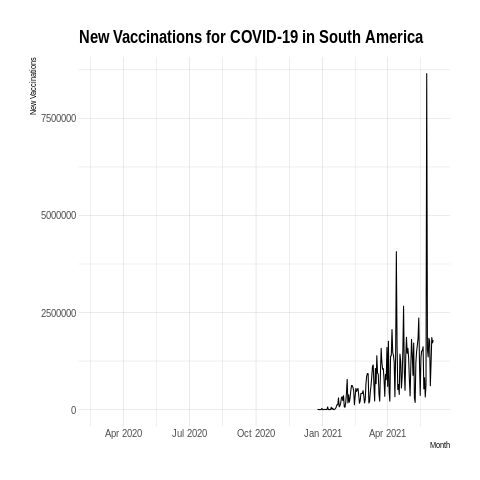 New Vaccinations for COVID-19 in South America
New Vaccinations
7500000
5000000
2500000
0
Apr 2020 Jul 2020 Oct 2020 Jan 2021 Apr 2021
Month